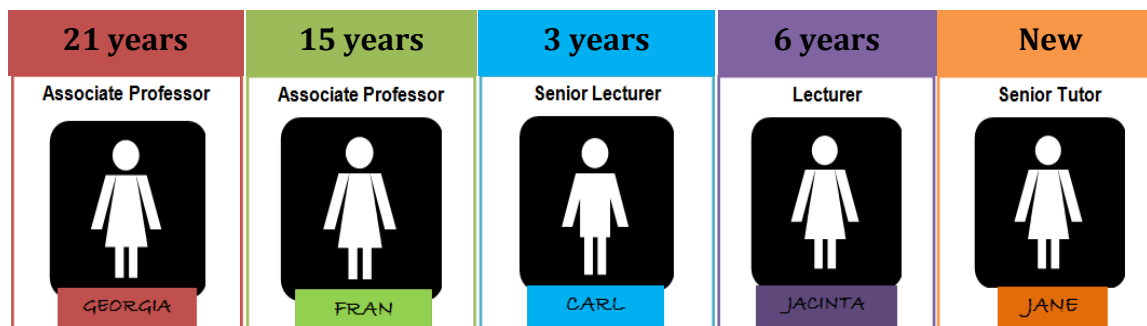 21 years
15 years
3 years
6 years
New
Associate Professor
Associate Professor
Senior Lecturer
Lecturer
Senior Tutor
GEORGIA
FRAN
CARL
JACINTA
JANE